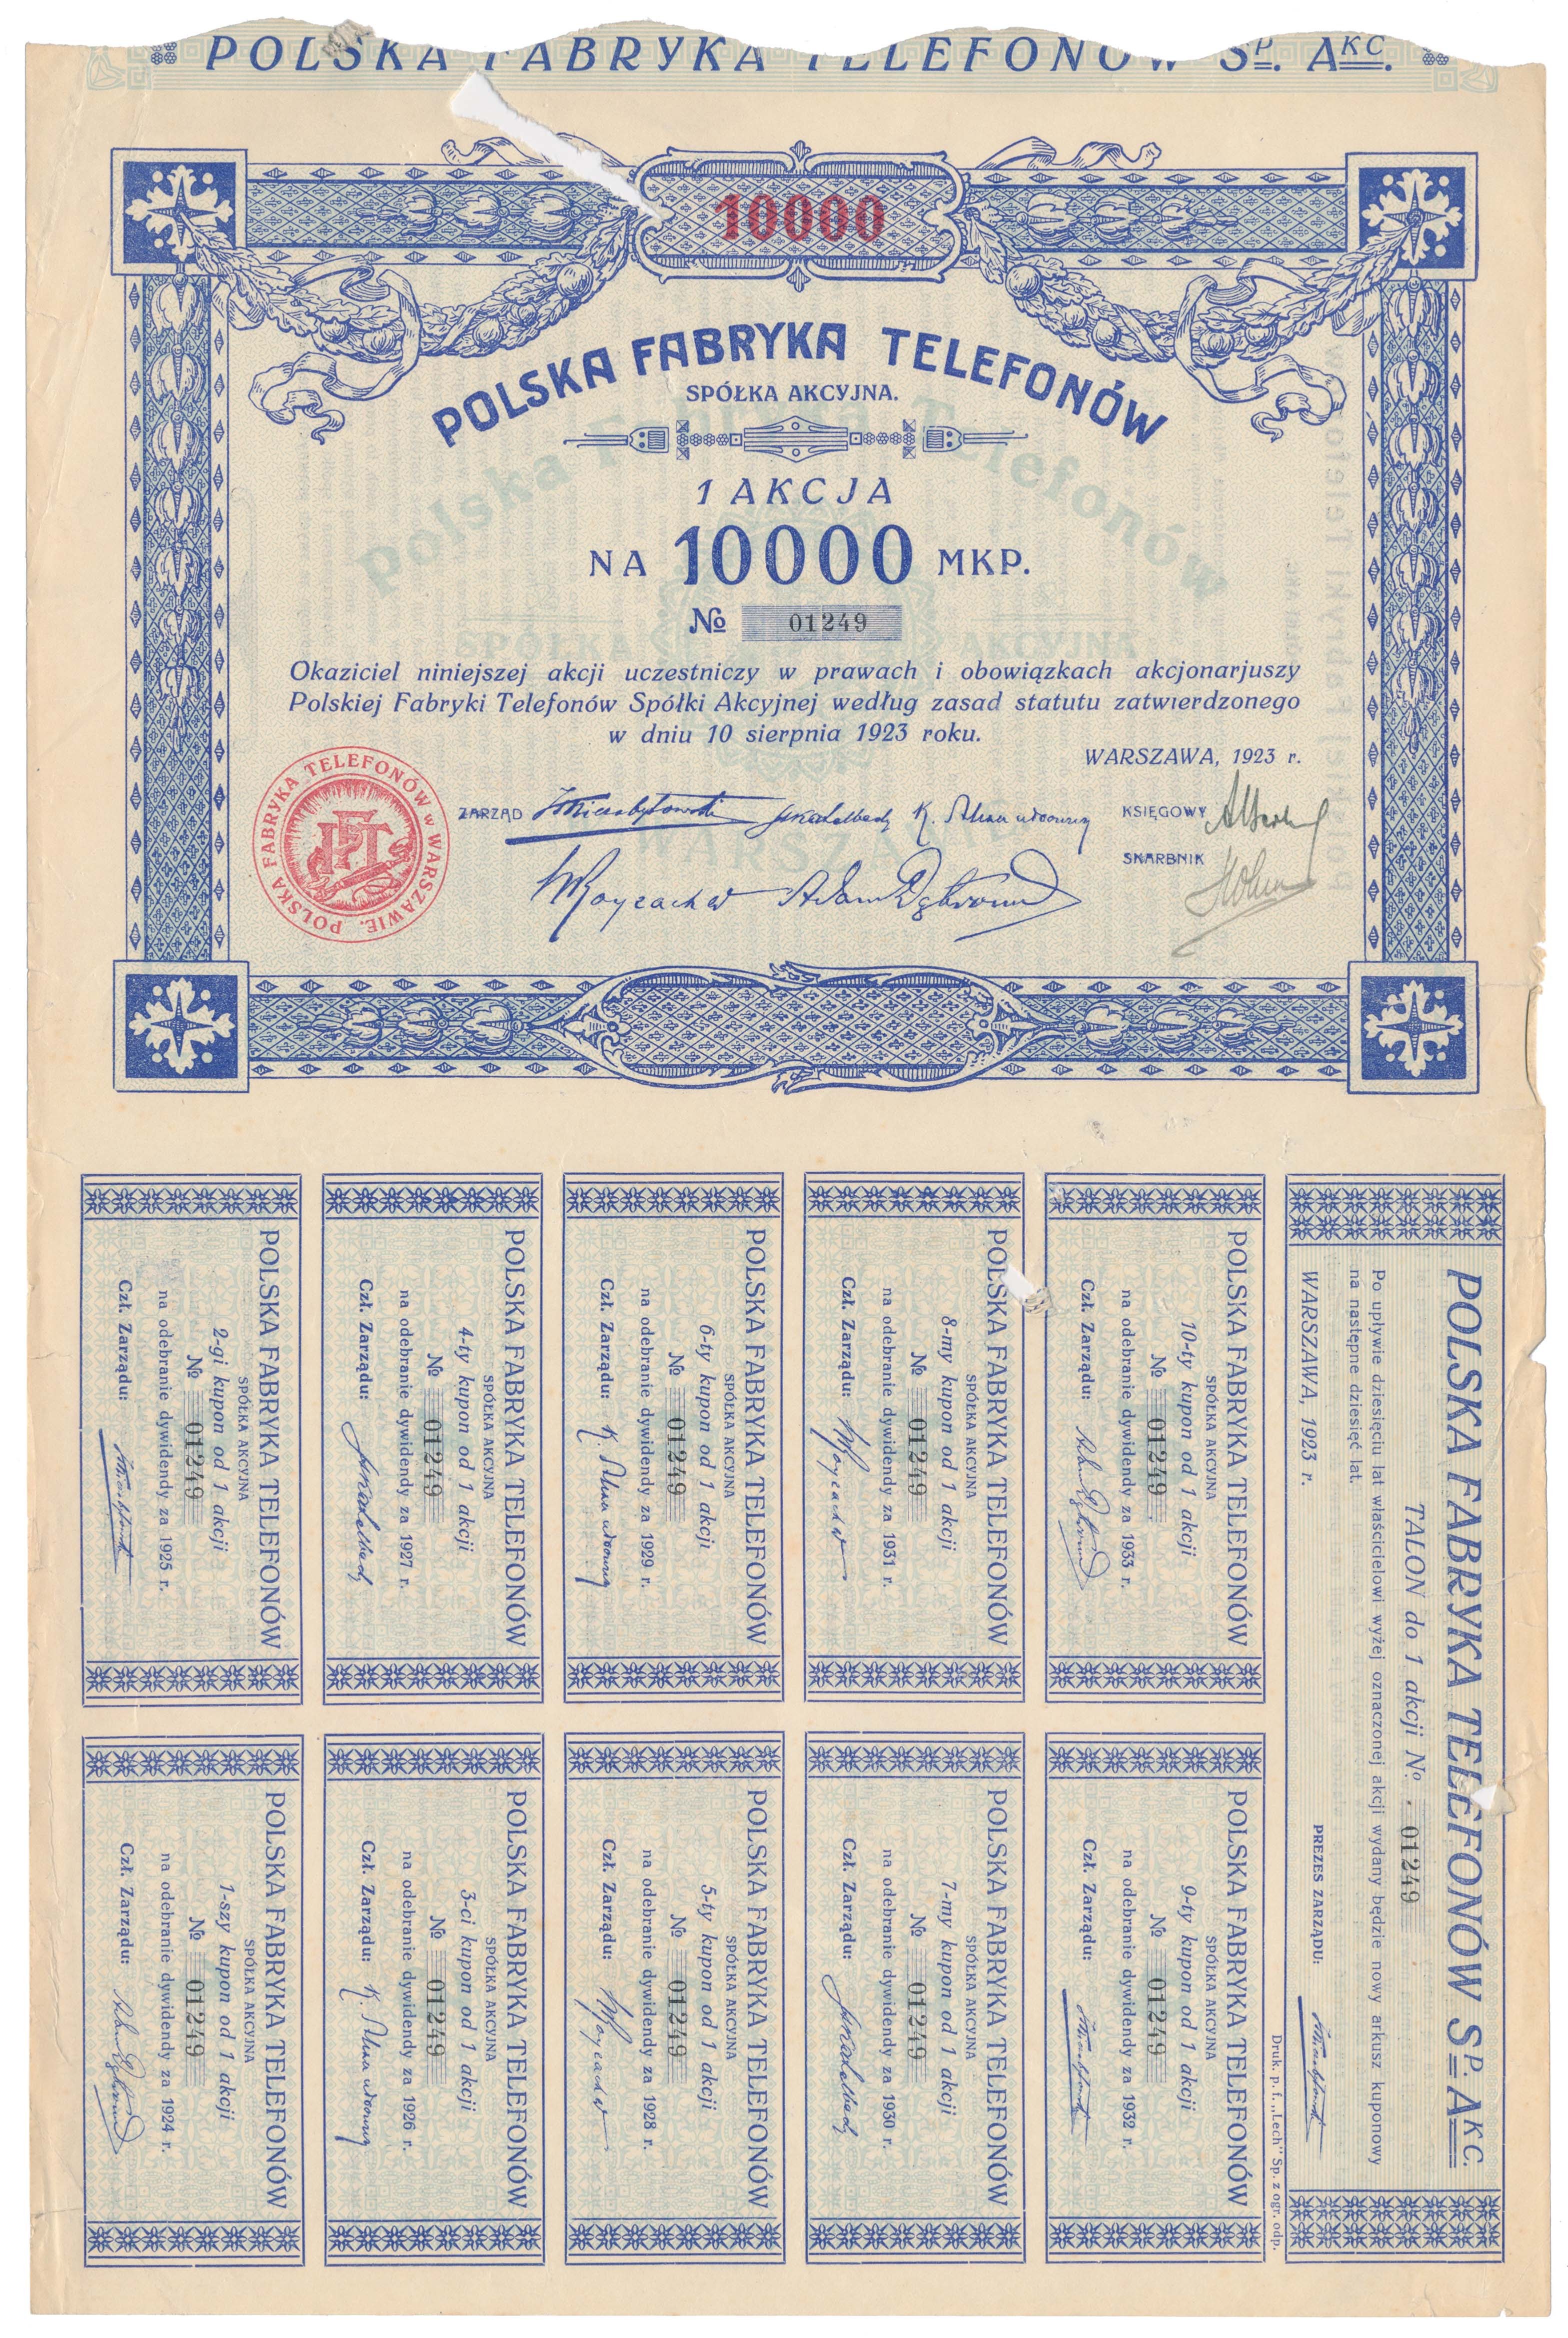 POLSKA FABRYKA TELEFONÓW SP. AKC.
10000
POLSKA FABRYKA TELEFONÓW
SPÓŁKA AKCYJNA.
1 AKCJA
NA 10000 MKP.
No 01249
Polska Fabryka Telefonów
SPÓŁKA AKCYJNA
Okaziciel niniejszej akcji uczestniczy w prawach i obowiązkach akcjonarjuszy
Polskiej Fabryki Telefonów Spółki Akcyjnej według zasad statutu zatwierdzonego
w dniu 10 sierpnia 1923 roku.
WARSZAWA, 1923 r.
POLSKA FABRYKA TELEFONÓW w WARSZAWIE.
PFT
ZARZĄD
KSIĘGOWY
SKARBNIK
POLSKA FABRYKA TELEFONÓW
SPÓŁKA AKCYJNA
2-gi kupon od 1 akcji
No 01249
na odebranie dywidendy za 1925 r.
Czł. Zarządu:
POLSKA FABRYKA TELEFONÓW
SPÓŁKA AKCYJNA
4-ty kupon od 1 akcji
No 01249
na odebranie dywidendy za 1927 r.
Czł. Zarządu:
POLSKA FABRYKA TELEFONÓW
SPÓŁKA AKCYJNA
6-ty kupon od 1 akcji
No 01249
na odebranie dywidendy za 1929 r.
Czł. Zarządu:
POLSKA FABRYKA TELEFONÓW
SPÓŁKA AKCYJNA
8-my kupon od 1 akcji
No 01249
na odebranie dywidendy za 1931 r.
Czł. Zarządu:
POLSKA FABRYKA TELEFONÓW
SPÓŁKA AKCYJNA
10-ty kupon od 1 akcji
No 01249
na odebranie dywidendy za 1933 r.
Czł. Zarządu:
POLSKA FABRYKA TELEFONÓW SP. AKC.
TALON do 1 akcji No. 01249
Po upływie dziesięciu lat właścicielowi wyżej oznaczonej akcji wydany będzie nowy arkusz kuponowy
na następne dziesięć lat.
WARSZAWA, 1923 r.
PREZES ZARZĄDU:
POLSKA FABRYKA TELEFONÓW
SPÓŁKA AKCYJNA
1-szy kupon od 1 akcji
No 01249
na odebranie dywidendy za 1924 r.
Czł. Zarządu:
POLSKA FABRYKA TELEFONÓW
SPÓŁKA AKCYJNA
3-ci kupon od 1 akcji
No 01249
na odebranie dywidendy za 1926 r.
Czł. Zarządu:
POLSKA FABRYKA TELEFONÓW
SPÓŁKA AKCYJNA
5-ty kupon od 1 akcji
No 01249
na odebranie dywidendy za 1928 r.
Czł. Zarządu:
POLSKA FABRYKA TELEFONÓW
SPÓŁKA AKCYJNA
7-my kupon od 1 akcji
No 01249
na odebranie dywidendy za 1930 r.
Czł. Zarządu:
POLSKA FABRYKA TELEFONÓW
SPÓŁKA AKCYJNA
9-ty kupon od 1 akcji
No 01249
na odebranie dywidendy za 1932 r.
Czł. Zarządu:
Druk. p. f. „Lech" Sp. z ogr. odp.